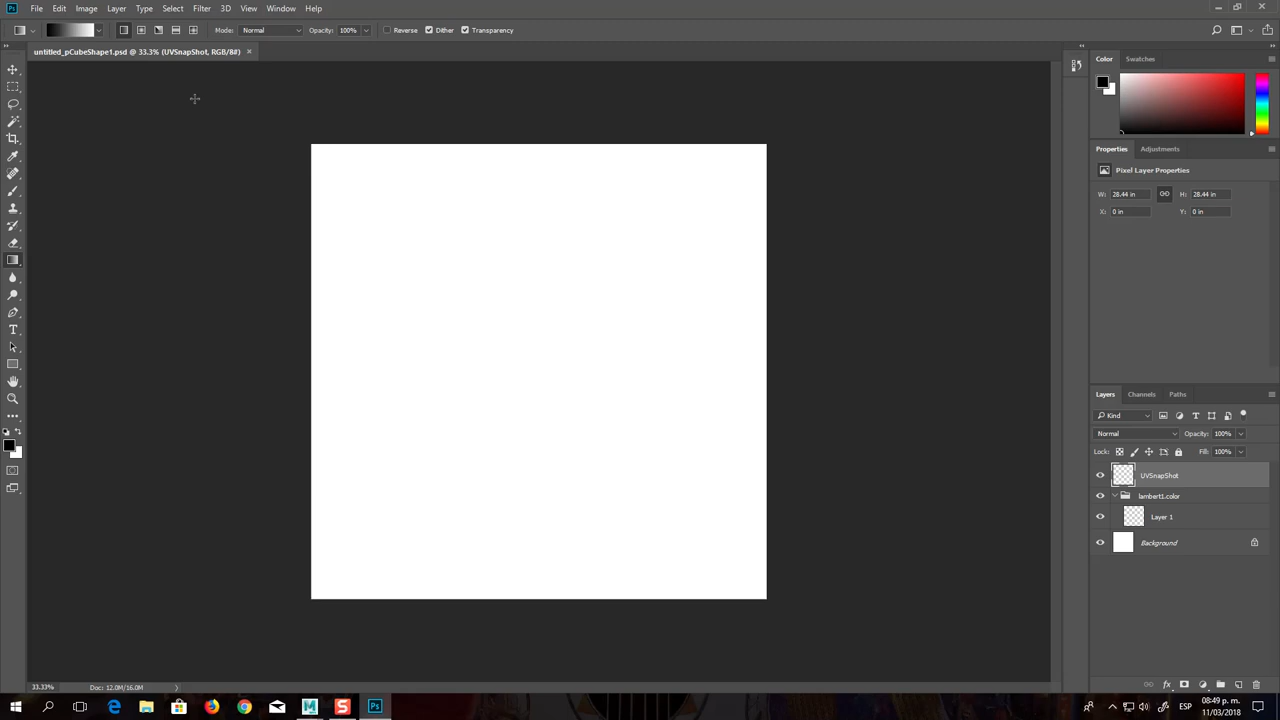 Ps File Edit Image Layer Type Select Filter 3D View Window Help
Mode: Normal Opacity: 100% Reverse Dither Transparency
untitled_pCubeShape1.psd @ 33.3% (UVSnapShot, RGB/8#) ×
Color Swatches
Properties Adjustments
Pixel Layer Properties
W: 28.44 in H: 28.44 in
X: 0 in Y: 0 in
T
Layers Channels Paths
Kind
Normal Opacity: 100%
Lock: Fill: 100%
UVSnapShot
lambert1.color
Layer 1
Background
33.33% Doc: 12.0M/16.0M
ESP 08:49 p. m.
11/03/2018